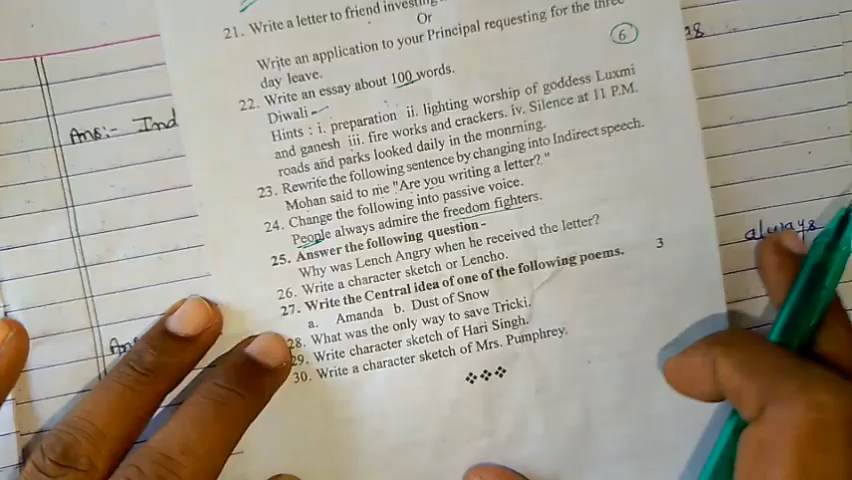 21. Write a letter to friend
Or
Write an application to your Principal requesting for the three
day leave.
6
28
22. Write an essay about 100 words.
Diwali
Hints : i. preparation ii. lighting worship of goddess Luxmi
and ganesh iii. fire works and crackers. iv. Silence at 11 P.M.
roads and parks looked daily in the monrning.
23. Rewrite the following sentence by changing into Indirect speech.
Mohan said to me "Are you writing a letter?"
24. Change the following into passive voice.
People always admire the freedom fighters.
25. Answer the following question-
Why was Lench Angry when he received the letter?
26. Write a character sketch or Lencho.
27. Write the Central idea of one of the following poems. 3
a. Amanda b. Dust of Snow
28. What was the only way to save Tricki.
29. Write character sketch of Hari Singh.
30. Write a character sketch of Mrs. Pumphrey.
Ans:- Ind
always
Ans